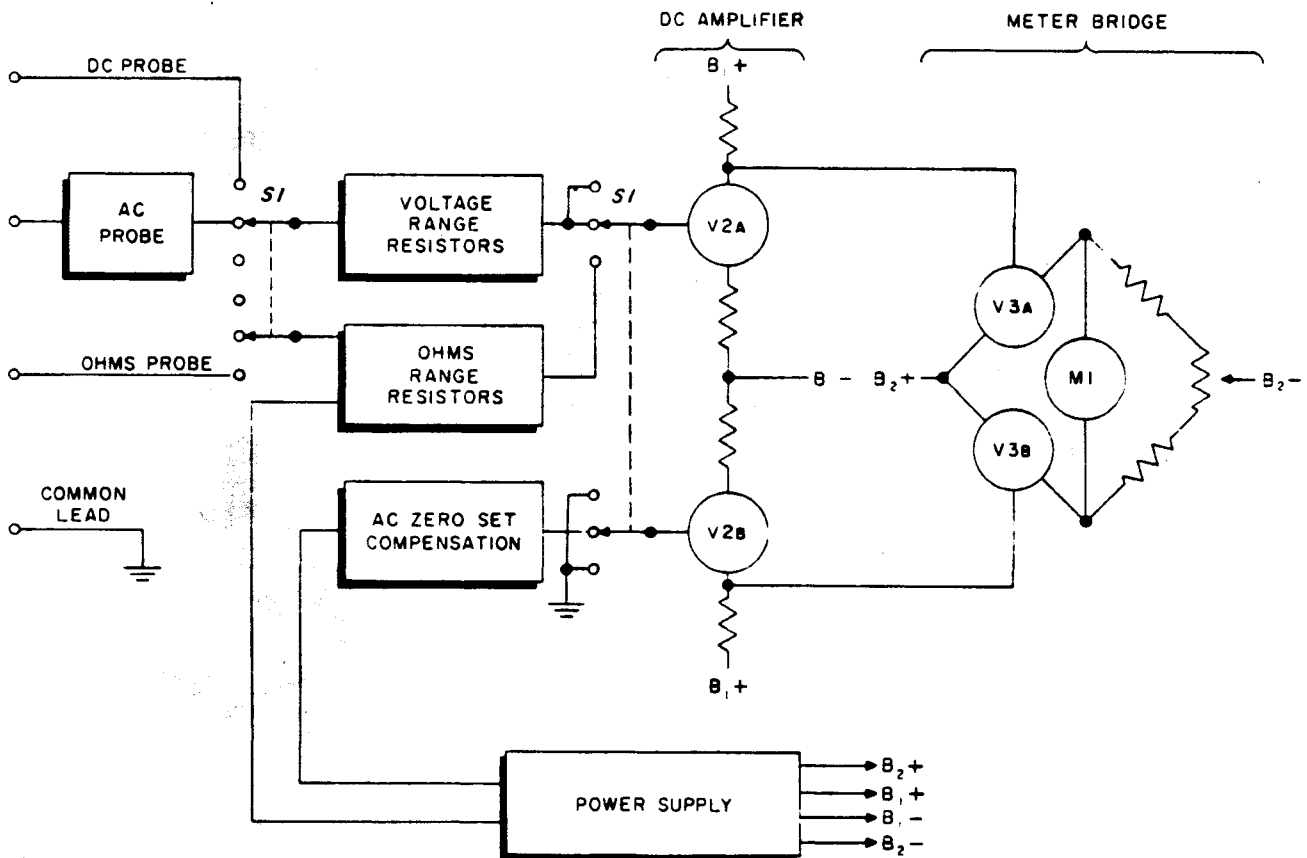 DC AMPLIFIER
METER BRIDGE
B1+
DC PROBE
AC
PROBE
S1
VOLTAGE
RANGE
RESISTORS
S1
V2A
V3A
OHMS PROBE
OHMS
RANGE
RESISTORS
B-
B2+
M1
B2-
V3B
COMMON
LEAD
AC ZERO SET
COMPENSATION
V2B
B1+
POWER SUPPLY
B2+
B1+
B1-
B2-